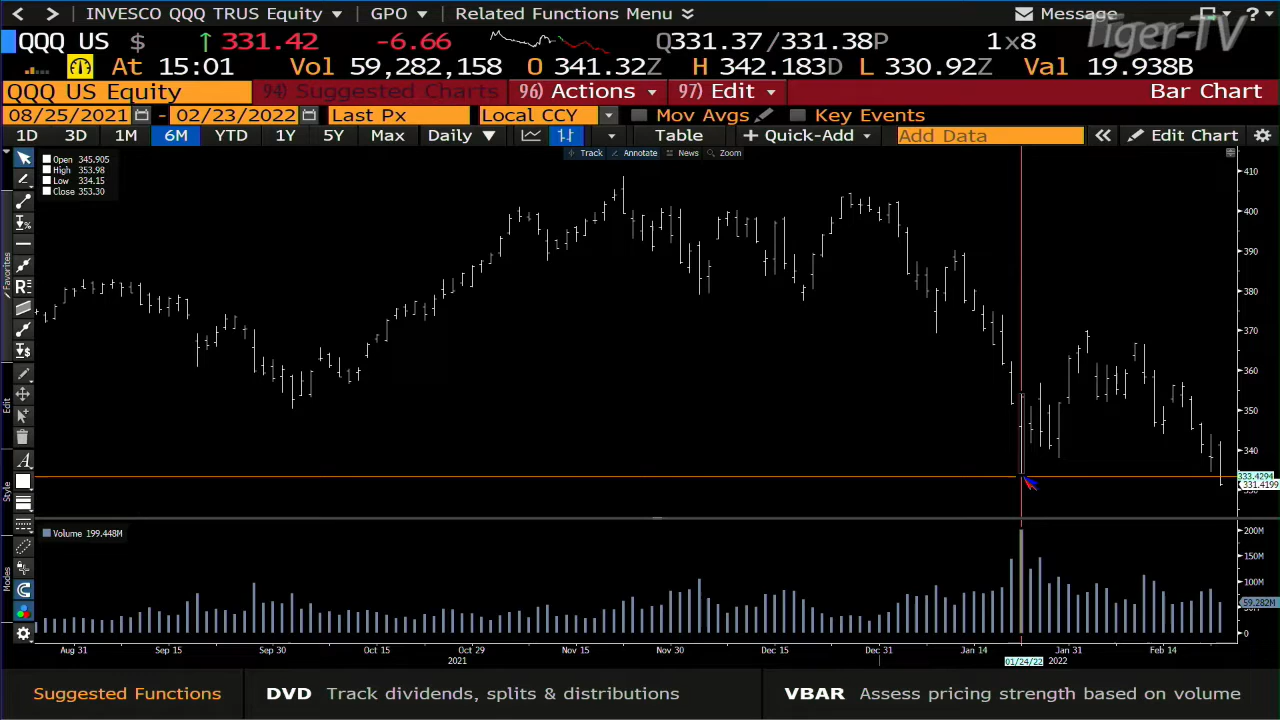 INVESCO QQQ TRUS Equity GPO Related Functions Menu Message ?
Tiger-TV
QQQ US $ ↑ 331.42 -6.66 Q331.37/331.38P 1x8
At 15:01 Vol 59,282,158 O 341.32Z H 342.183D L 330.92Z Val 19.938B
QQQ US Equity 94) Suggested Charts 96) Actions 97) Edit Bar Chart
08/25/2021 - 02/23/2022 Last Px Local CCY Mov Avgs Key Events
1D 3D 1M 6M YTD 1Y 5Y Max Daily ▼ Table + Quick-Add Add Data « Edit Chart
Track Annotate News Zoom
Open 345.905
High 353.98
Low 334.15
Close 353.30
410
400
390
380
370
360
350
340
333.4294
331.4199
Favorites
Edit
Style
Modes
Volume 199.448M
200M
150M
100M
59.282M
0
Aug 31 Sep 15 Sep 30 Oct 15 Oct 29 Nov 15 Nov 30 Dec 15 Dec 31 Jan 14 Jan 31 Feb 14
2021 01/24/22 2022
Suggested Functions DVD Track dividends, splits & distributions VBAR Assess pricing strength based on volume